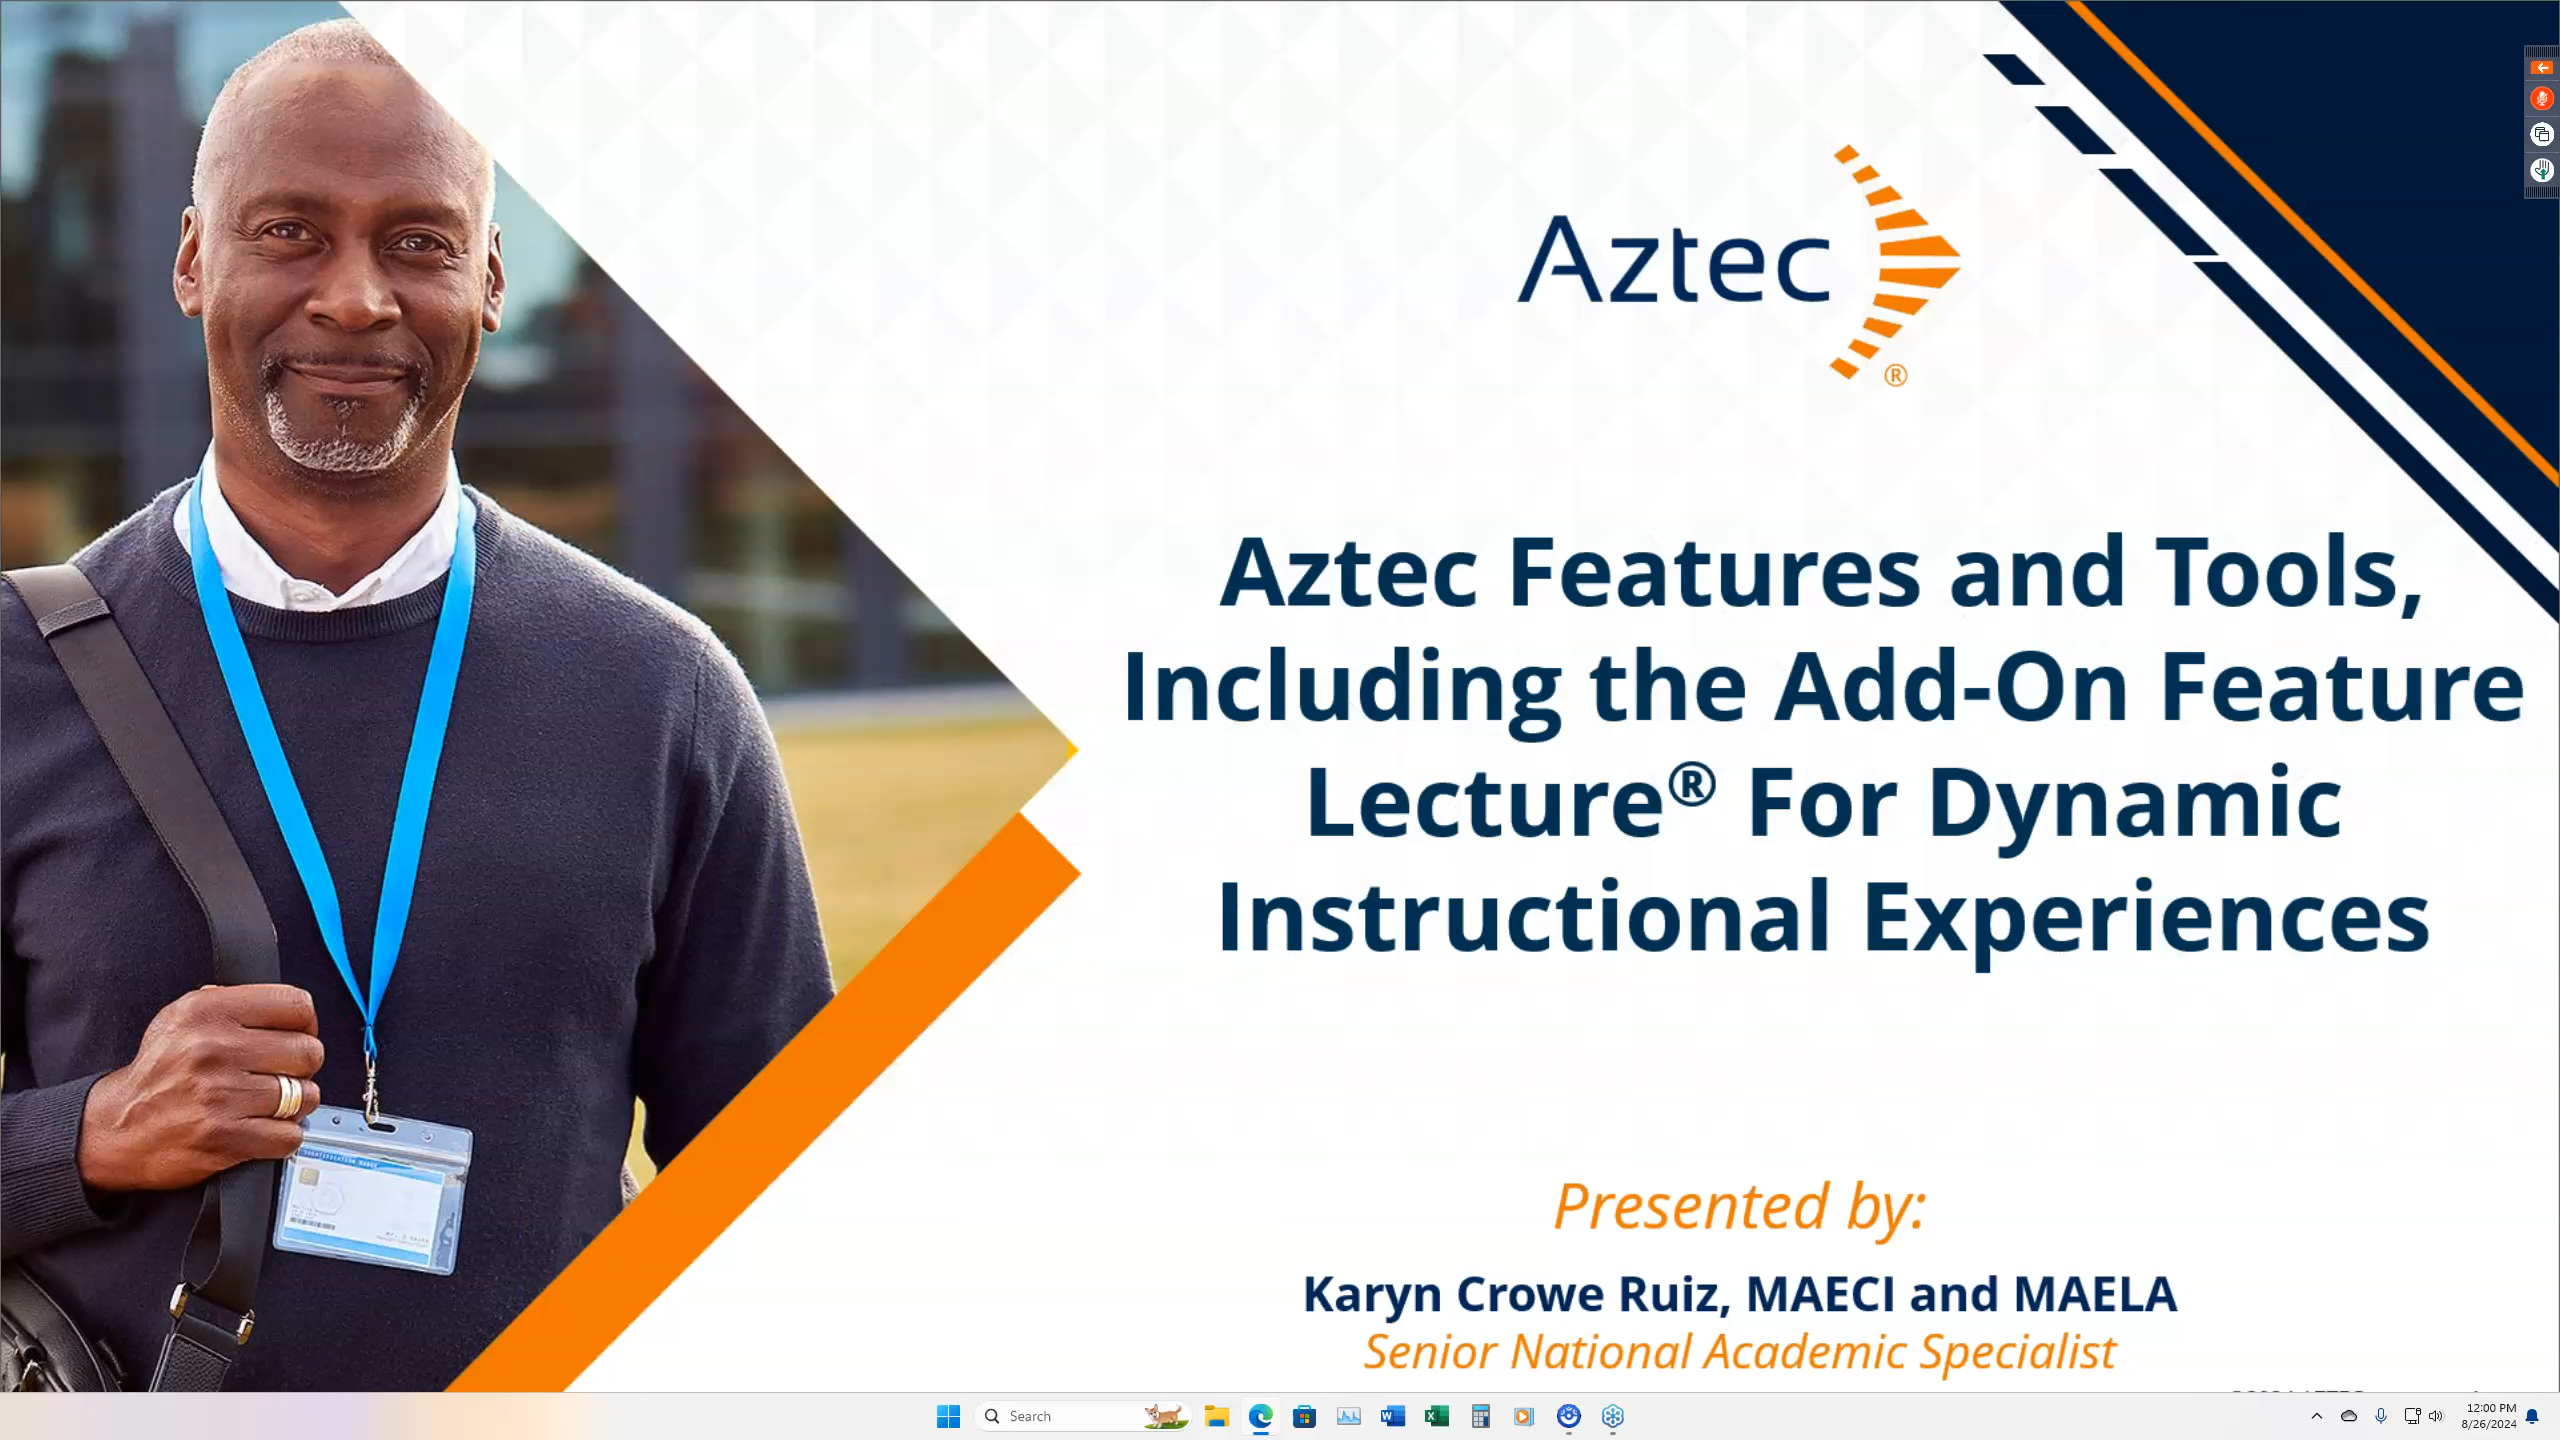 Aztec
®
Aztec Features and Tools,
Including the Add-On Feature
Lecture® For Dynamic
Instructional Experiences
Presented by:
Karyn Crowe Ruiz, MAECI and MAELA
Senior National Academic Specialist
Search
12:00 PM
8/26/2024